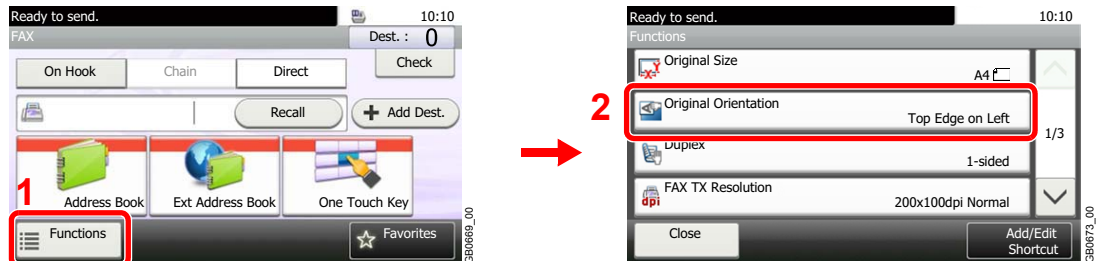 Ready to send.
10:10
FAX
Dest. :
0
Check
On Hook
Chain
Direct
Recall
Add Dest.
Address Book
Ext Address Book
One Touch Key
1
Functions
Favorites
GB0669_00
Ready to send.
10:10
Functions
Original Size
A4
2
Original Orientation
Top Edge on Left
1/3
Duplex
1-sided
dpi
FAX TX Resolution
200x100dpi Normal
Close
Add/Edit
Shortcut
GB0673_00